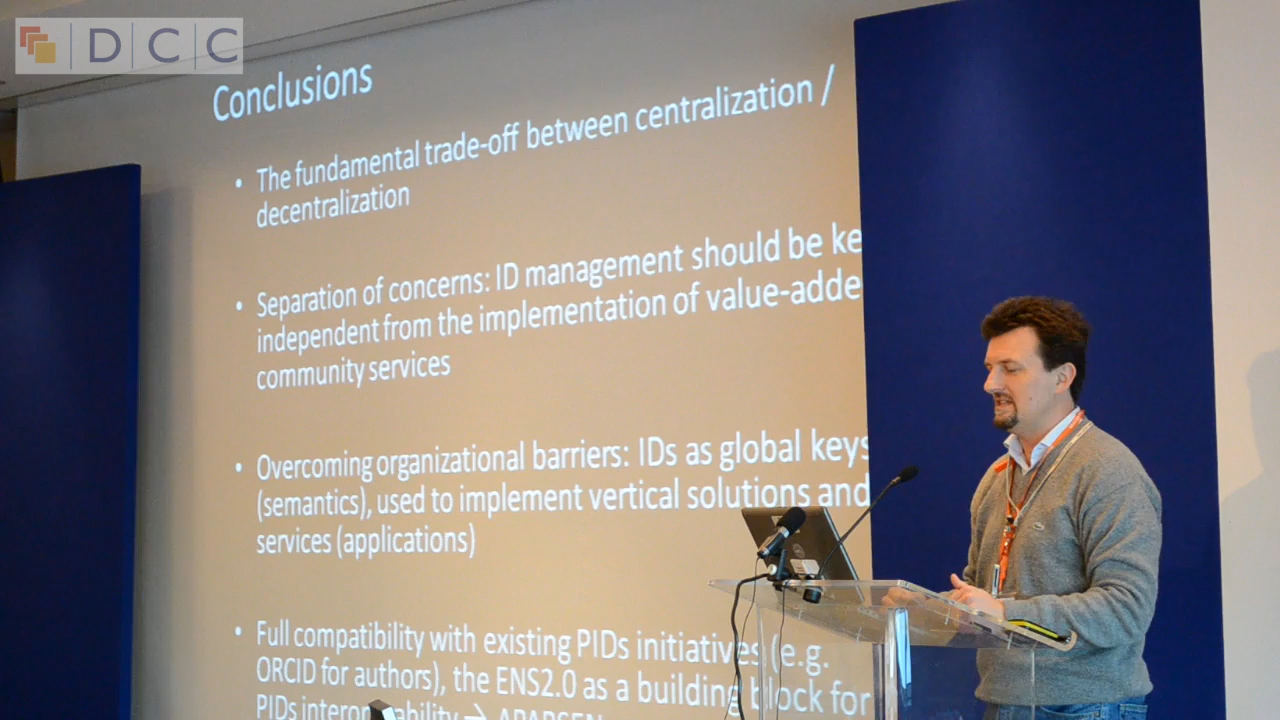 DCC
Conclusions
• The fundamental trade-off between centralization /
decentralization
• Separation of concerns: ID management should be ke
independent from the implementation of value-adde
community services
• Overcoming organizational barriers: IDs as global keys
(semantics), used to implement vertical solutions and
services (applications)
• Full compatibility with existing PIDs initiatives (e.g.
ORCID for authors), the ENS2.0 as a building block for
PIDs → APARSEN